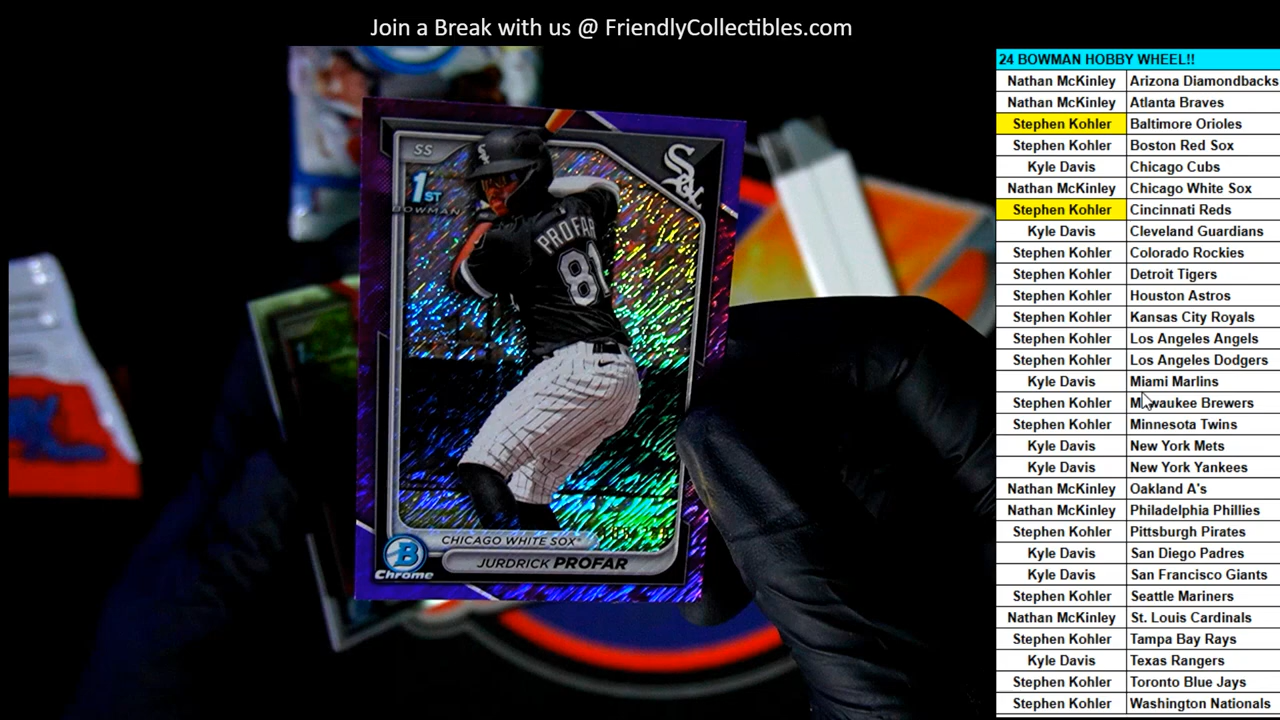 Join a Break with us @ FriendlyCollectibles.com
SS
1ST
BOWMAN
Sox
PROFAR
81
CHICAGO WHITE SOX
JURDRICK PROFAR
B
Chrome
24 BOWMAN HOBBY WHEEL!!
Nathan McKinley Arizona Diamondbacks
Nathan McKinley Atlanta Braves
Stephen Kohler Baltimore Orioles
Stephen Kohler Boston Red Sox
Kyle Davis Chicago Cubs
Nathan McKinley Chicago White Sox
Stephen Kohler Cincinnati Reds
Kyle Davis Cleveland Guardians
Stephen Kohler Colorado Rockies
Stephen Kohler Detroit Tigers
Stephen Kohler Houston Astros
Stephen Kohler Kansas City Royals
Stephen Kohler Los Angeles Angels
Stephen Kohler Los Angeles Dodgers
Kyle Davis Miami Marlins
Stephen Kohler Milwaukee Brewers
Stephen Kohler Minnesota Twins
Kyle Davis New York Mets
Kyle Davis New York Yankees
Nathan McKinley Oakland A's
Nathan McKinley Philadelphia Phillies
Stephen Kohler Pittsburgh Pirates
Kyle Davis San Diego Padres
Kyle Davis San Francisco Giants
Stephen Kohler Seattle Mariners
Nathan McKinley St. Louis Cardinals
Stephen Kohler Tampa Bay Rays
Kyle Davis Texas Rangers
Stephen Kohler Toronto Blue Jays
Stephen Kohler Washington Nationals